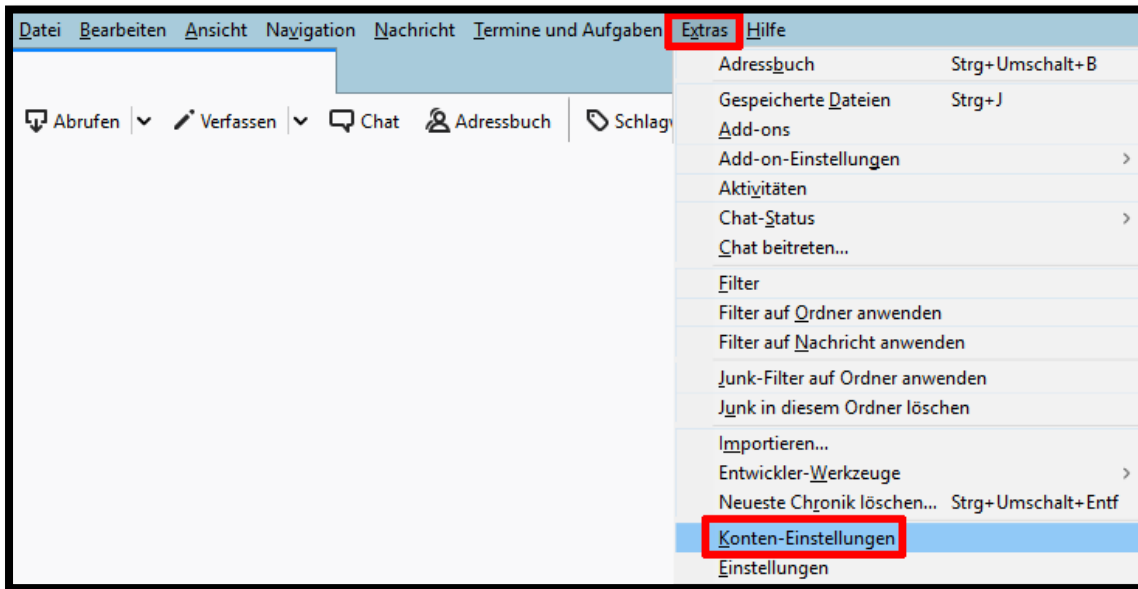 Datei Bearbeiten Ansicht Navigation Nachricht Termine und Aufgaben Extras Hilfe
Abrufen Verfassen Chat Adressbuch
Adressbuch Strg+Umschalt+B
Gespeicherte Dateien Strg+J
Add-ons
Add-on-Einstellungen
Aktivitäten
Chat-Status
Chat beitreten...
Filter
Filter auf Ordner anwenden
Filter auf Nachricht anwenden
Junk-Filter auf Ordner anwenden
Junk in diesem Ordner löschen
Importieren...
Entwickler-Werkzeuge
Neueste Chronik löschen... Strg+Umschalt+Entf
Konten-Einstellungen
Einstellungen